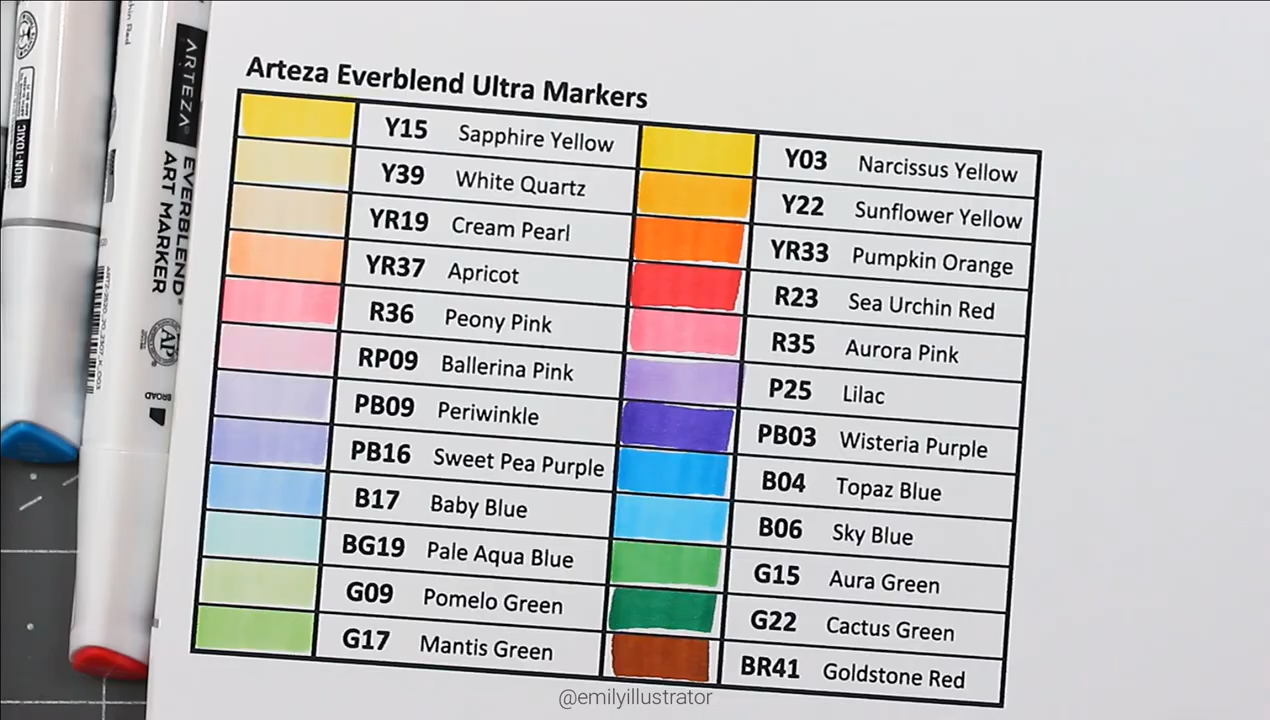 Arteza Everblend Ultra Markers
Y15 Sapphire Yellow Y03 Narcissus Yellow
Y39 White Quartz Y22 Sunflower Yellow
YR19 Cream Pearl YR33 Pumpkin Orange
YR37 Apricot R23 Sea Urchin Red
R36 Peony Pink R35 Aurora Pink
RP09 Ballerina Pink P25 Lilac
PB09 Periwinkle PB03 Wisteria Purple
PB16 Sweet Pea Purple B04 Topaz Blue
B17 Baby Blue B06 Sky Blue
BG19 Pale Aqua Blue G15 Aura Green
G09 Pomelo Green G22 Cactus Green
G17 Mantis Green BR41 Goldstone Red
ARTEZA®
EVERBLEND®
ART MARKER
AP
BROAD
NON-TOXIC
hin Red
@emilyillustrator